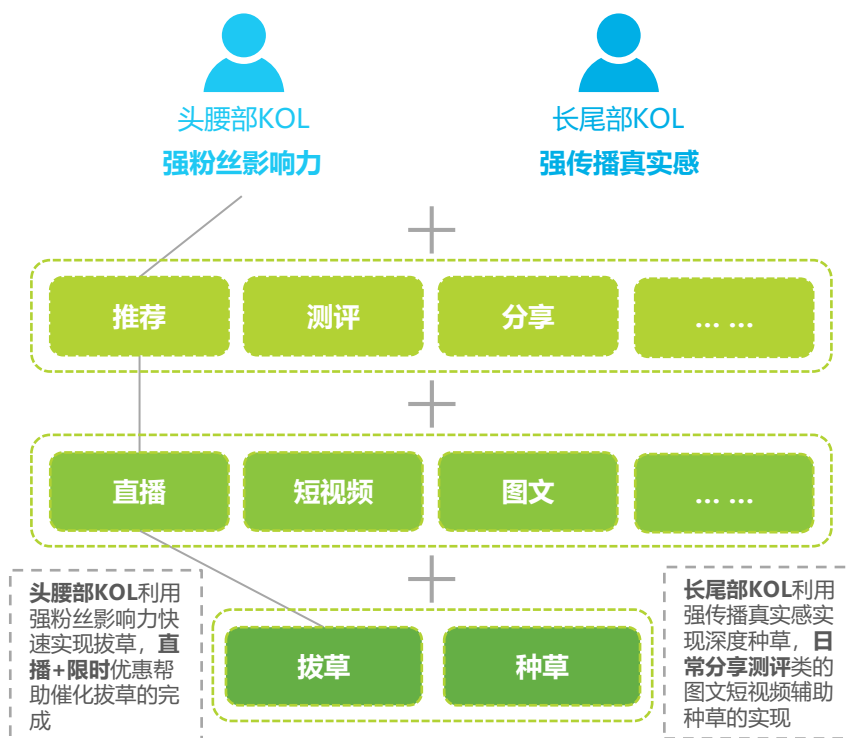 头腰部KOL
强粉丝影响力
长尾部KOL
强传播真实感
推荐
测评
分享
... ...
直播
短视频
图文
... ...
头腰部KOL利用
强粉丝影响力快
速实现拔草，直
播+限时优惠帮
助催化拔草的完
成
拔草
种草
长尾部KOL利用
强传播真实感实
现深度种草，日
常分享测评类的
图文短视频辅助
种草的实现